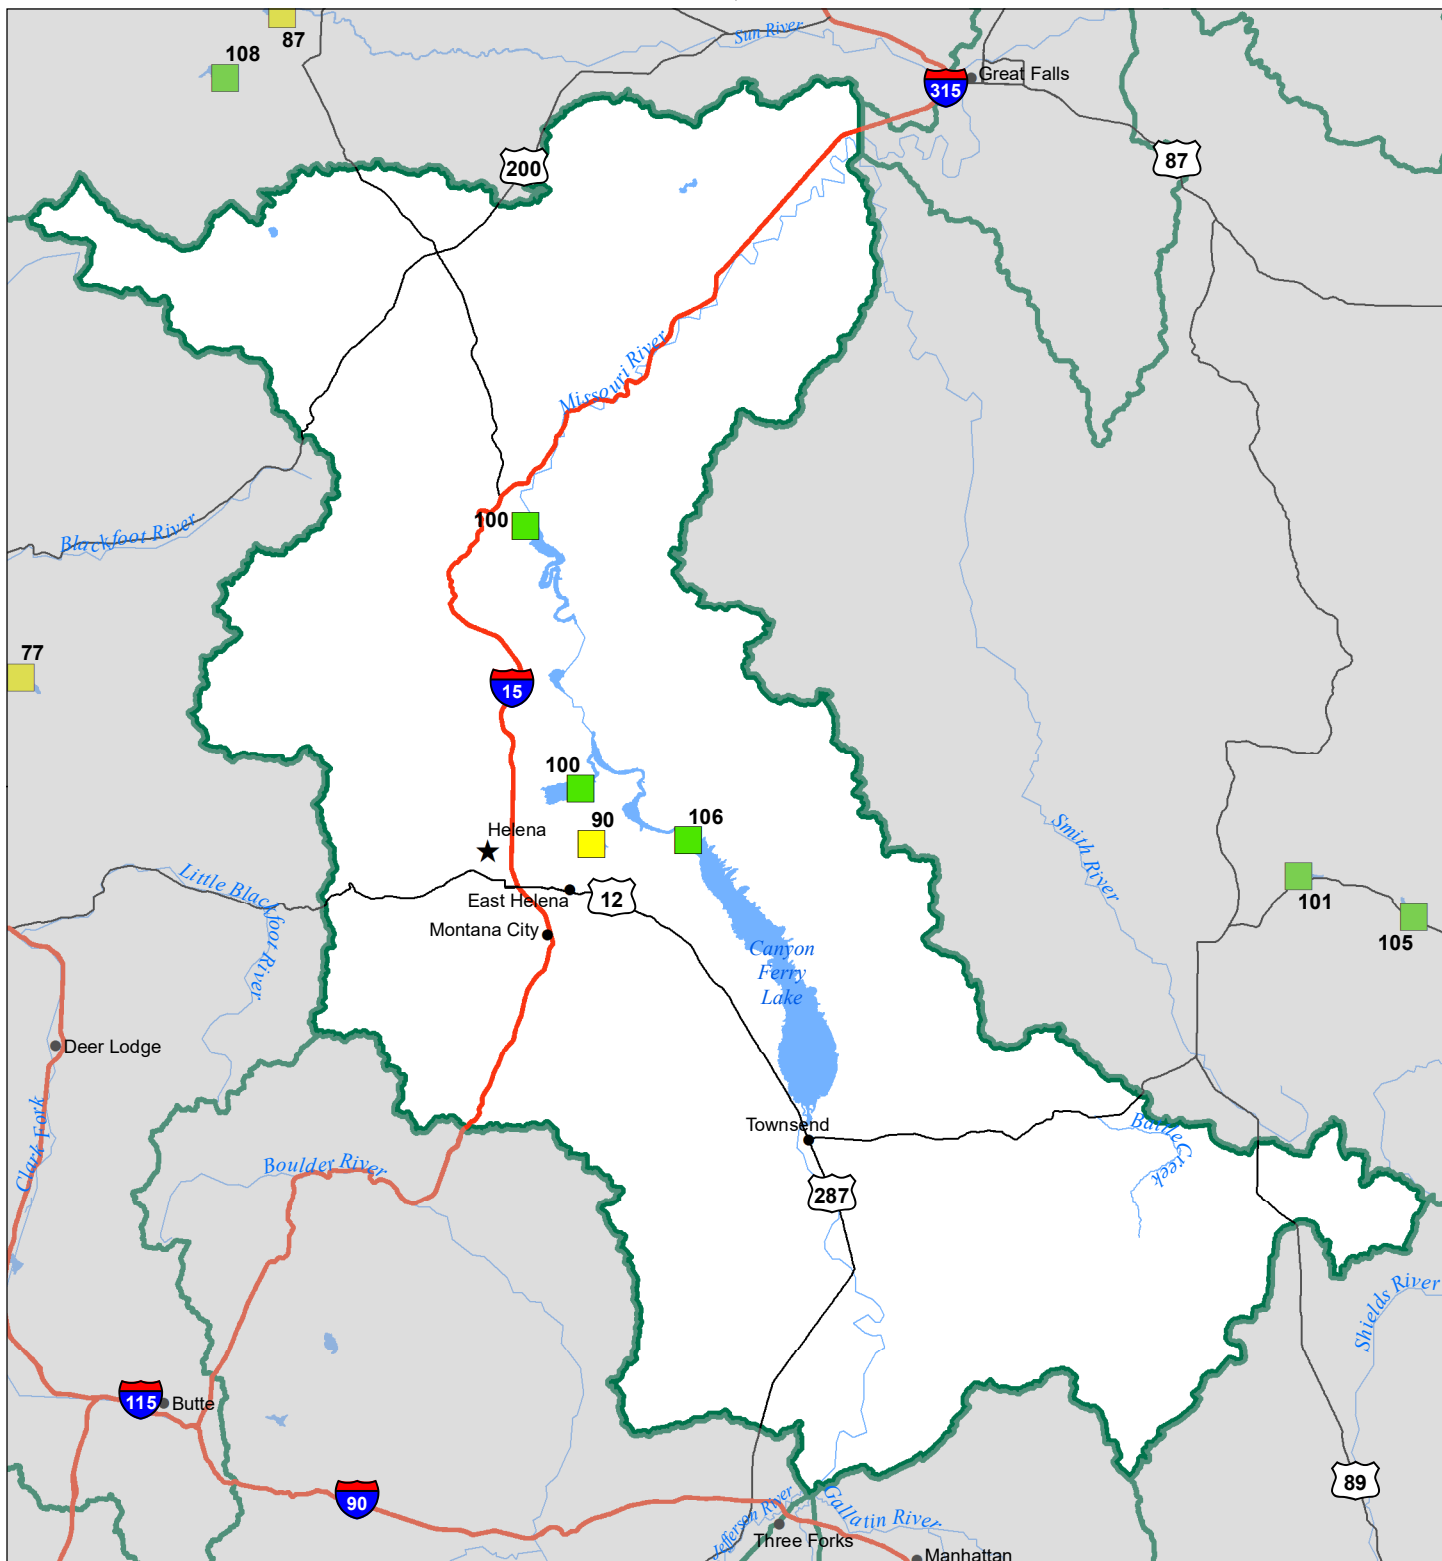 87
108
Sun River
Great Falls
315
200
87
Missouri River
100
Blackfoot River
77
15
100
106
90
Helena
Smith River
Little Blackfoot River
101
East Helena
12
105
Montana City
Canyon
Ferry
Lake
Deer Lodge
Clark Fork
Townsend
Battle Creek
Boulder River
287
Shields River
115
Butte
89
90
Jefferson River
Gallatin River
Three Forks
Manhattan